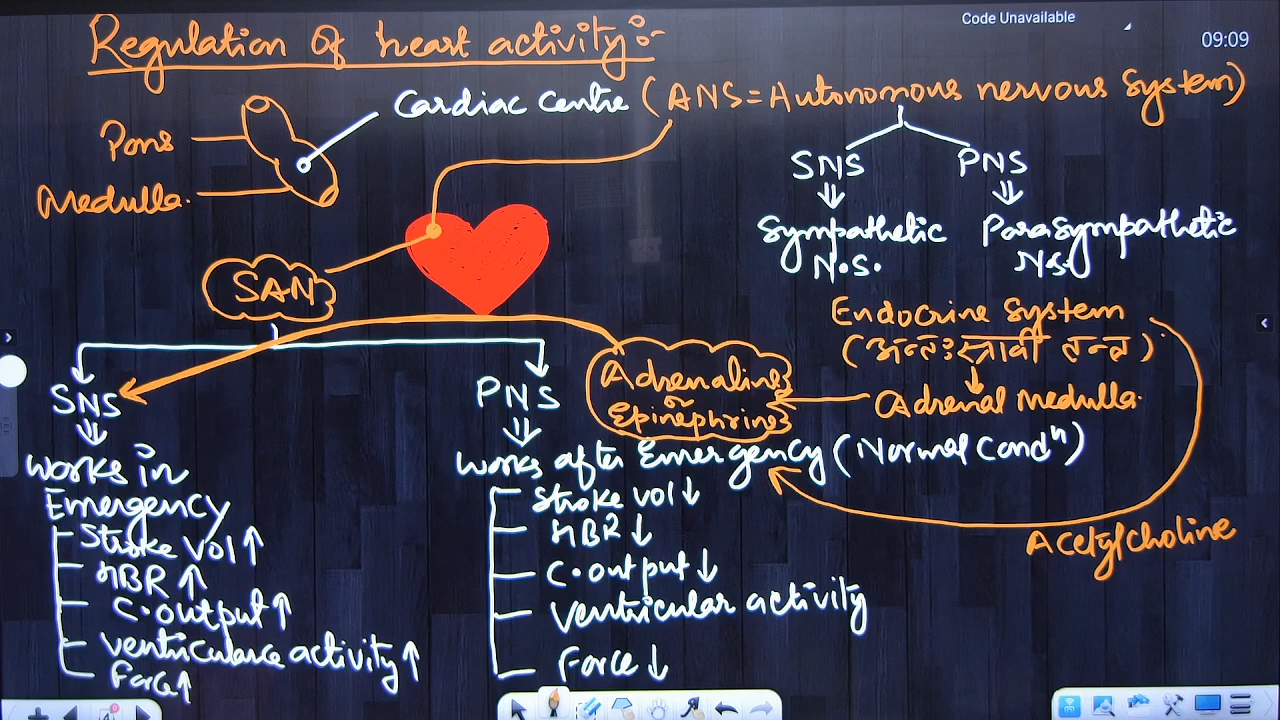 Code Unavailable
09:09
Regulation of heart activity:-
Cardiac centre (ANS = Autonomous nervous system)
Pons
Medulla.
SNS
PNS
Sympathetic N.S.
Parasympathetic N.S
SAN
Endocrine system
(अन्तः स्त्रावी तन्त्र)
Adrenal medulla.
Adrenaline
or
Epinephrine
SNS
Works in
Emergency
Stroke vol ↑
HBR ↑
C. output ↑
ventriculare activity ↑
Force ↑
PNS
Works after Emergency (Normal Condⁿ)
Stroke vol ↓
HBR ↓
C. output ↓
ventricular activity
Force ↓
Acetylcholine